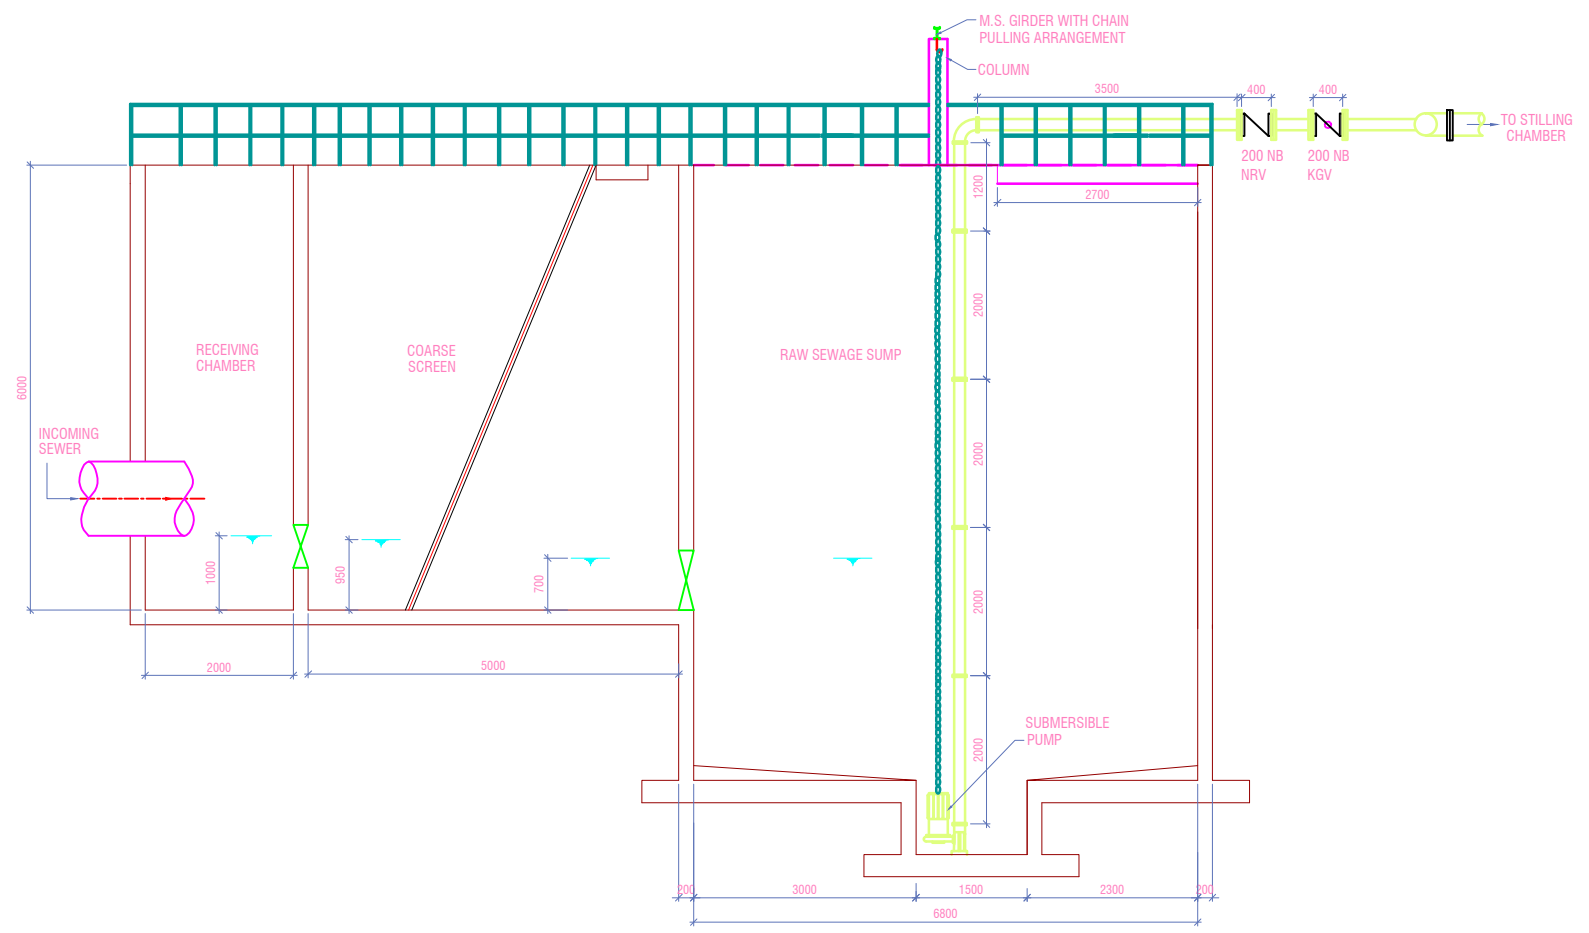 M.S. GIRDER WITH CHAIN
PULLING ARRANGEMENT
COLUMN
3500
400
400
TO STILLING
CHAMBER
200 NB
NRV
200 NB
KGV
1200
2700
2000
RECEIVING
CHAMBER
COARSE
SCREEN
RAW SEWAGE SUMP
6000
INCOMING
SEWER
2000
1000
950
700
2000
2000
5000
SUBMERSIBLE
PUMP
2000
200
3000
1500
2300
200
6800